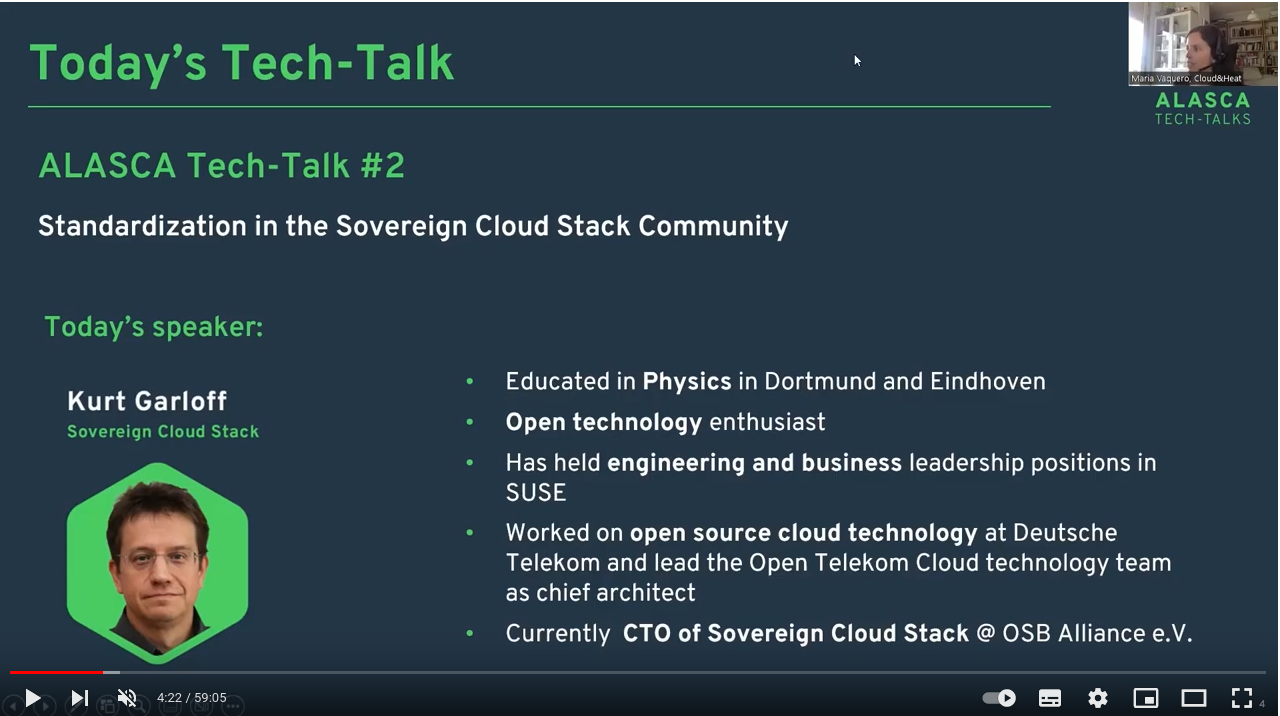 Today's Tech-Talk
Maria Vaquero, Cloud&Heat
ALASCA
TECH-TALKS
ALASCA Tech-Talk #2
Standardization in the Sovereign Cloud Stack Community
Today's speaker:
Kurt Garloff
Sovereign Cloud Stack
• Educated in Physics in Dortmund and Eindhoven
• Open technology enthusiast
• Has held engineering and business leadership positions in
SUSE
• Worked on open source cloud technology at Deutsche
Telekom and lead the Open Telekom Cloud technology team
as chief architect
• Currently CTO of Sovereign Cloud Stack @ OSB Alliance e.V.
4:22 / 59:05
4